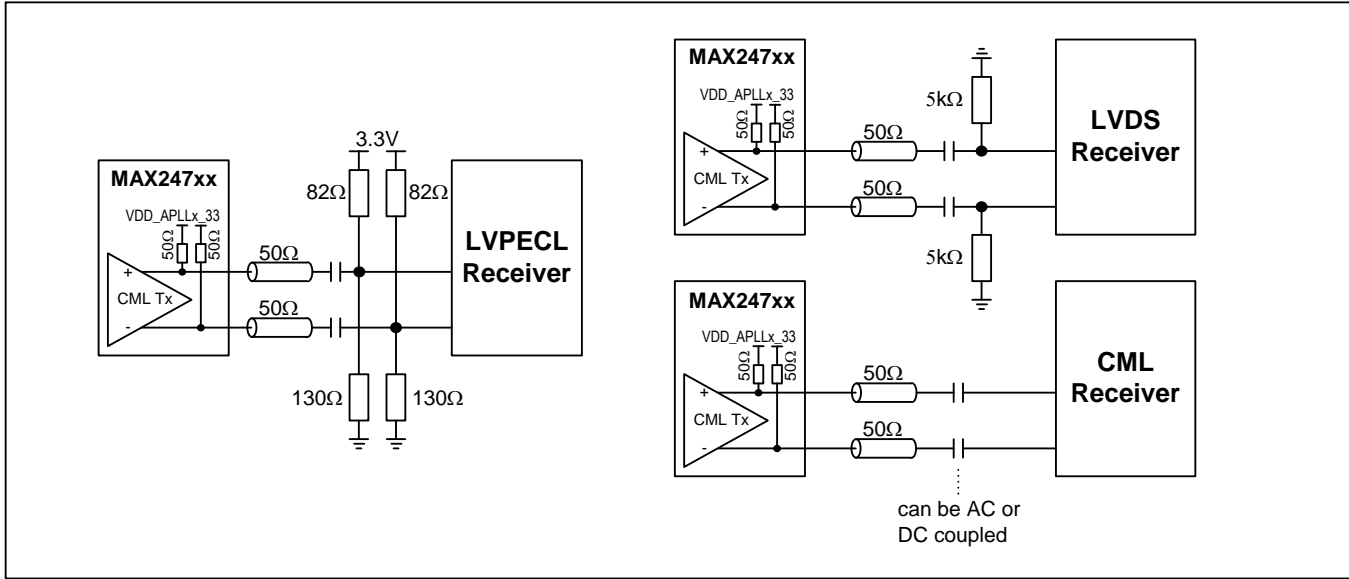 MAX247xx
VDD_APLLx_33
50Ω
50Ω
+
CML Tx
-
50Ω
50Ω
3.3V
82Ω
82Ω
130Ω
130Ω
LVPECL
Receiver
MAX247xx
VDD_APLLx_33
50Ω
50Ω
+
CML Tx
-
50Ω
50Ω
5kΩ
5kΩ
LVDS
Receiver
MAX247xx
VDD_APLLx_33
50Ω
50Ω
+
CML Tx
-
50Ω
50Ω
can be AC or
DC coupled
CML
Receiver